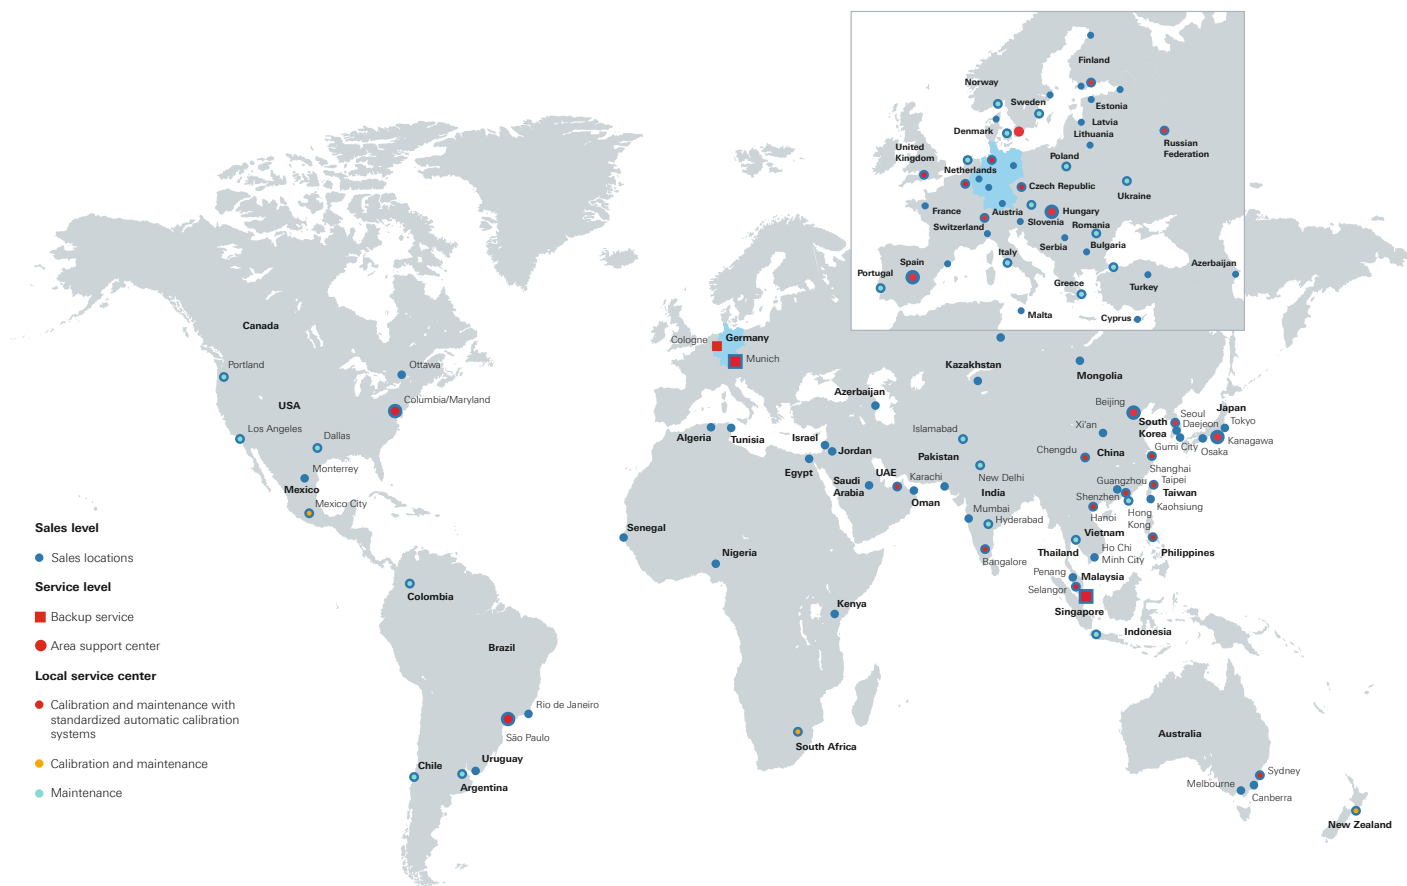 Finland
Norway
Sweden
Estonia
Latvia
Lithuania
Denmark
United
Kingdom
Russian
Federation
Poland
Netherlands
Czech Republic
Ukraine
France
Austria
Hungary
Switzerland
Slovenia
Romania
Serbia
Bulgaria
Italy
Spain
Portugal
Azerbaijan
Greece
Turkey
Malta
Cyprus
Canada
Portland
Ottawa
USA
Columbia/Maryland
Los Angeles
Dallas
Monterrey
Mexico
Mexico City
Cologne
Germany
Munich
Kazakhstan
Mongolia
Azerbaijan
Algeria
Tunisia
Israel
Jordan
Egypt
Saudi
Arabia
UAE
Oman
Karachi
Islamabad
Pakistan
New Delhi
India
Mumbai
Hyderabad
Bangalore
Beijing
Xi'an
Chengdu
China
South
Korea
Seoul
Daejeon
Gumi City
Japan
Tokyo
Kanagawa
Osaka
Shanghai
Taipei
Taiwan
Kaohsiung
Guangzhou
Shenzhen
Hong
Kong
Hanoi
Vietnam
Thailand
Ho Chi
Minh City
Philippines
Penang
Malaysia
Selangor
Singapore
Indonesia
Senegal
Nigeria
Kenya
South Africa
Colombia
Brazil
Rio de Janeiro
São Paulo
Uruguay
Chile
Argentina
Australia
Sydney
Melbourne
Canberra
New Zealand
Sales level
Sales locations
Service level
Backup service
Area support center
Local service center
Calibration and maintenance with
standardized automatic calibration
systems
Calibration and maintenance
Maintenance